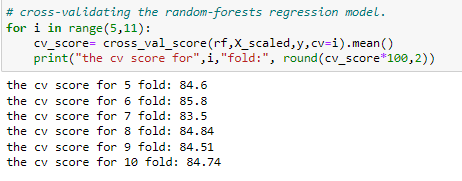 # cross-validating the random-forests regression model.
for i in range(5,11):
    cv_score= cross_val_score(rf,X_scaled,y,cv=i).mean()
    print("the cv score for",i,"fold:", round(cv_score*100,2))
the cv score for 5 fold: 84.6
the cv score for 6 fold: 85.8
the cv score for 7 fold: 83.5
the cv score for 8 fold: 84.84
the cv score for 9 fold: 84.51
the cv score for 10 fold: 84.74